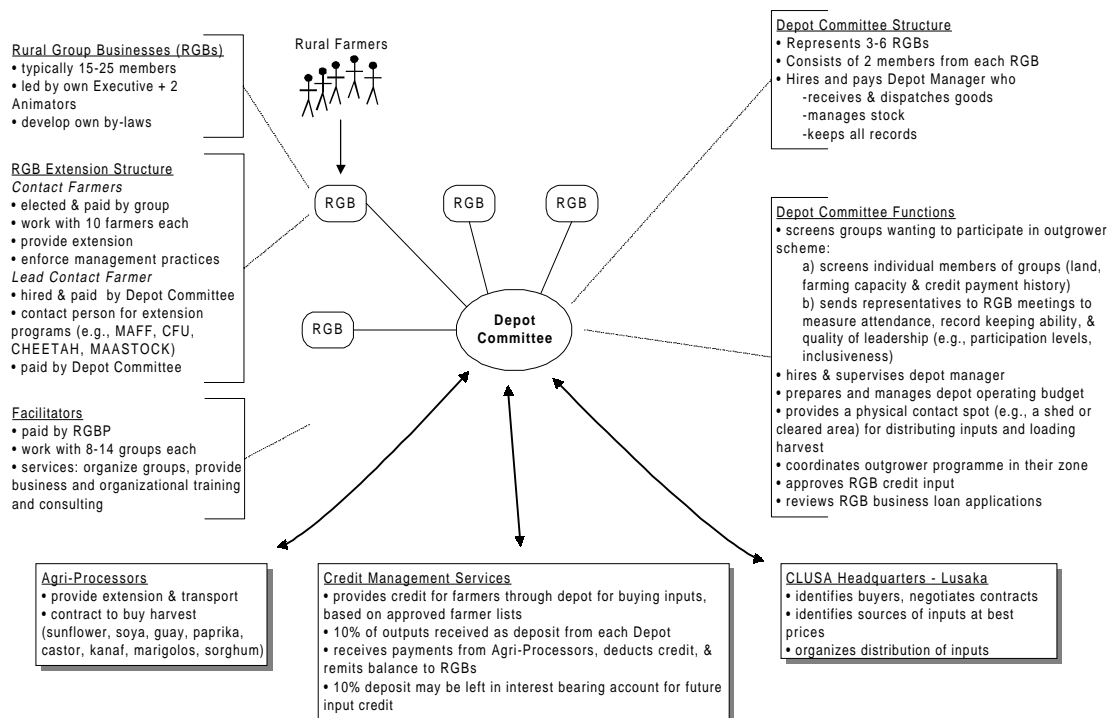 Rural Group Businesses (RGBs)
• typically 15-25 members
• led by own Executive + 2
Animators
• develop own by-laws
RGB Extension Structure
Contact Farmers
• elected & paid by group
• work with 10 farmers each
• provide extension
• enforce management practices
Lead Contact Farmer
• hired & paid by Depot Committee
• contact person for extension
programs (e.g., MAFF, CFU,
CHEETAH, MAASTOCK)
• paid by Depot Committee
Facilitators
• paid by RGBP
• work with 8-14 groups each
• services: organize groups, provide
business and organizational training
and consulting
Rural Farmers
RGB
RGB
RGB
RGB
Depot
Committee
Depot Committee Structure
• Represents 3-6 RGBs
• Consists of 2 members from each RGB
• Hires and pays Depot Manager who
-receives & dispatches goods
-manages stock
-keeps all records
Depot Committee Functions
• screens groups wanting to participate in outgrower
scheme:
a) screens individual members of groups (land,
farming capacity & credit payment history)
b) sends representatives to RGB meetings to
measure attendance, record keeping ability, &
quality of leadership (e.g., participation levels,
inclusiveness)
• hires & supervises depot manager
• prepares and manages depot operating budget
• provides a physical contact spot (e.g., a shed or
cleared area) for distributing inputs and loading
harvest
• coordinates outgrower programme in their zone
• approves RGB credit input
• reviews RGB business loan applications
Agri-Processors
• provide extension & transport
• contract to buy harvest
(sunflower, soya, guay, paprika,
castor, kanaf, marigolos, sorghum)
Credit Management Services
• provides credit for farmers through depot for buying inputs,
based on approved farmer lists
• 10% of outputs received as deposit from each Depot
• receives payments from Agri-Processors, deducts credit, &
remits balance to RGBs
• 10% deposit may be left in interest bearing account for future
input credit
CLUSA Headquarters - Lusaka
• identifies buyers, negotiates contracts
• identifies sources of inputs at best
prices
• organizes distribution of inputs